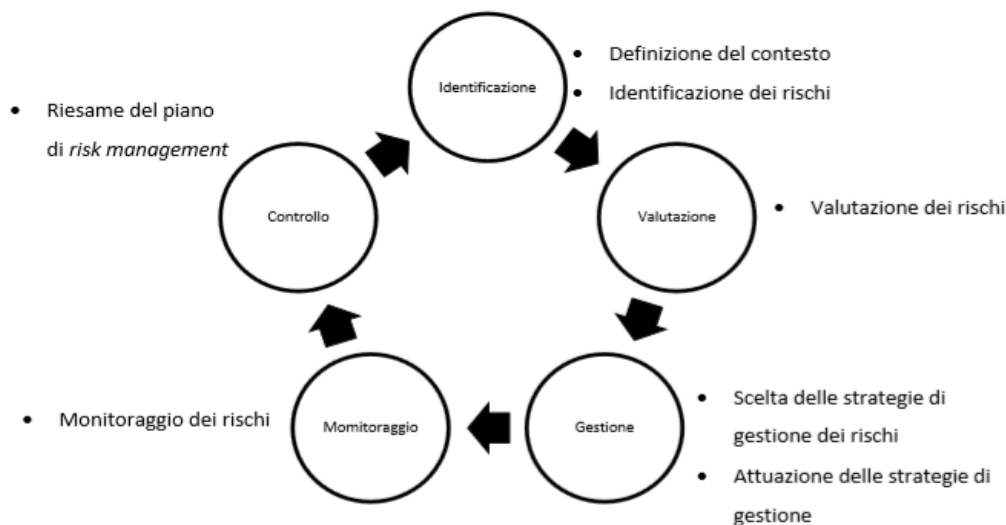 Identificazione
• Definizione del contesto
• Identificazione dei rischi
Valutazione
• Valutazione dei rischi
Gestione
• Scelta delle strategie di
gestione dei rischi
• Attuazione delle strategie di
gestione
Momitoraggio
• Monitoraggio dei rischi
Controllo
• Riesame del piano
di risk management